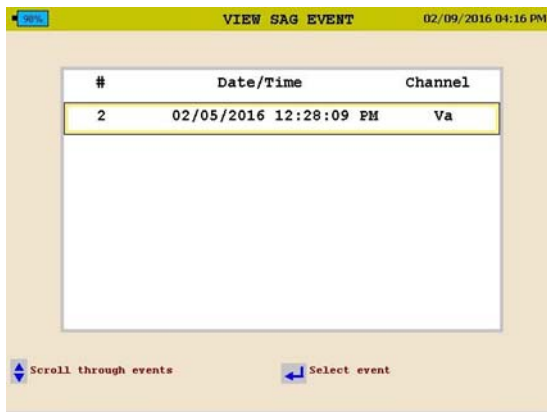 98% VIEW SAG EVENT 02/09/2016 04:16 PM
# Date/Time Channel
2 02/05/2016 12:28:09 PM Va
Scroll through events Select event